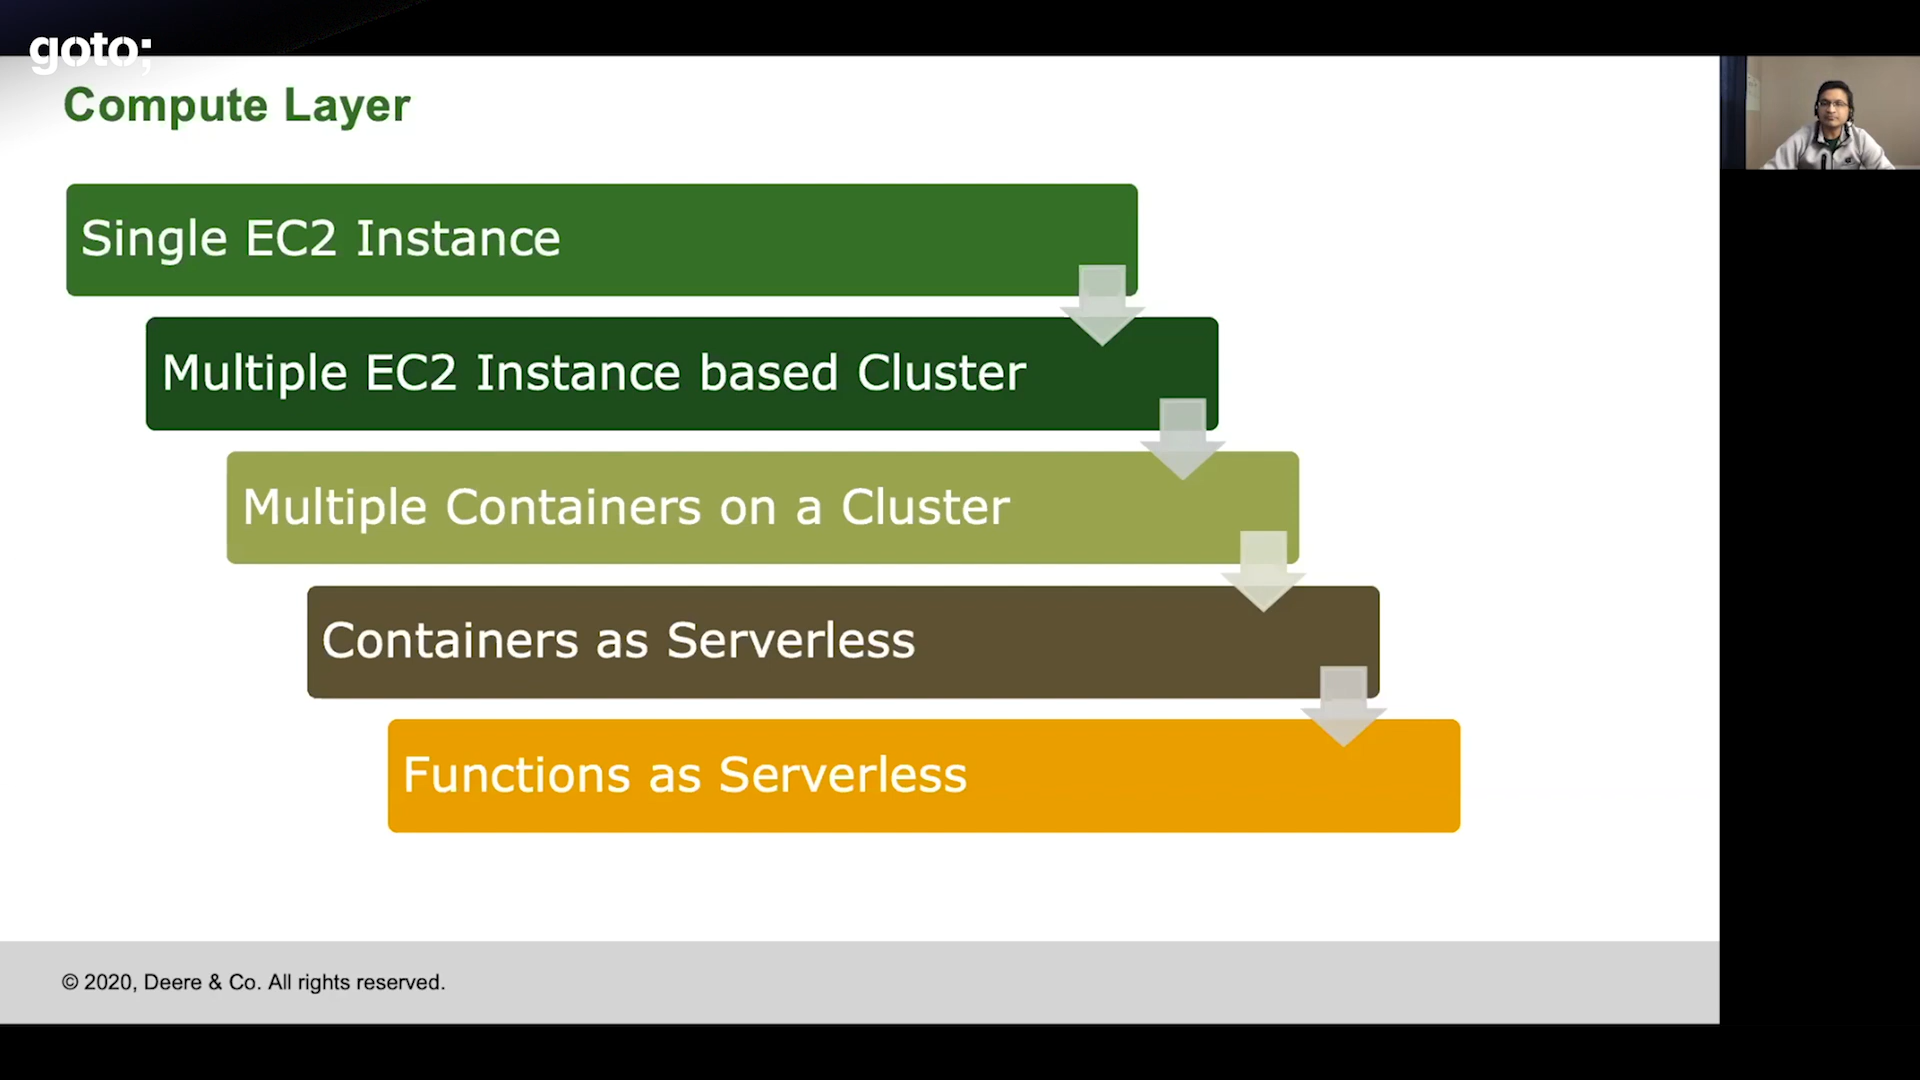 goto;
Compute Layer
Single EC2 Instance
Multiple EC2 Instance based Cluster
Multiple Containers on a Cluster
Containers as Serverless
Functions as Serverless
© 2020, Deere & Co. All rights reserved.